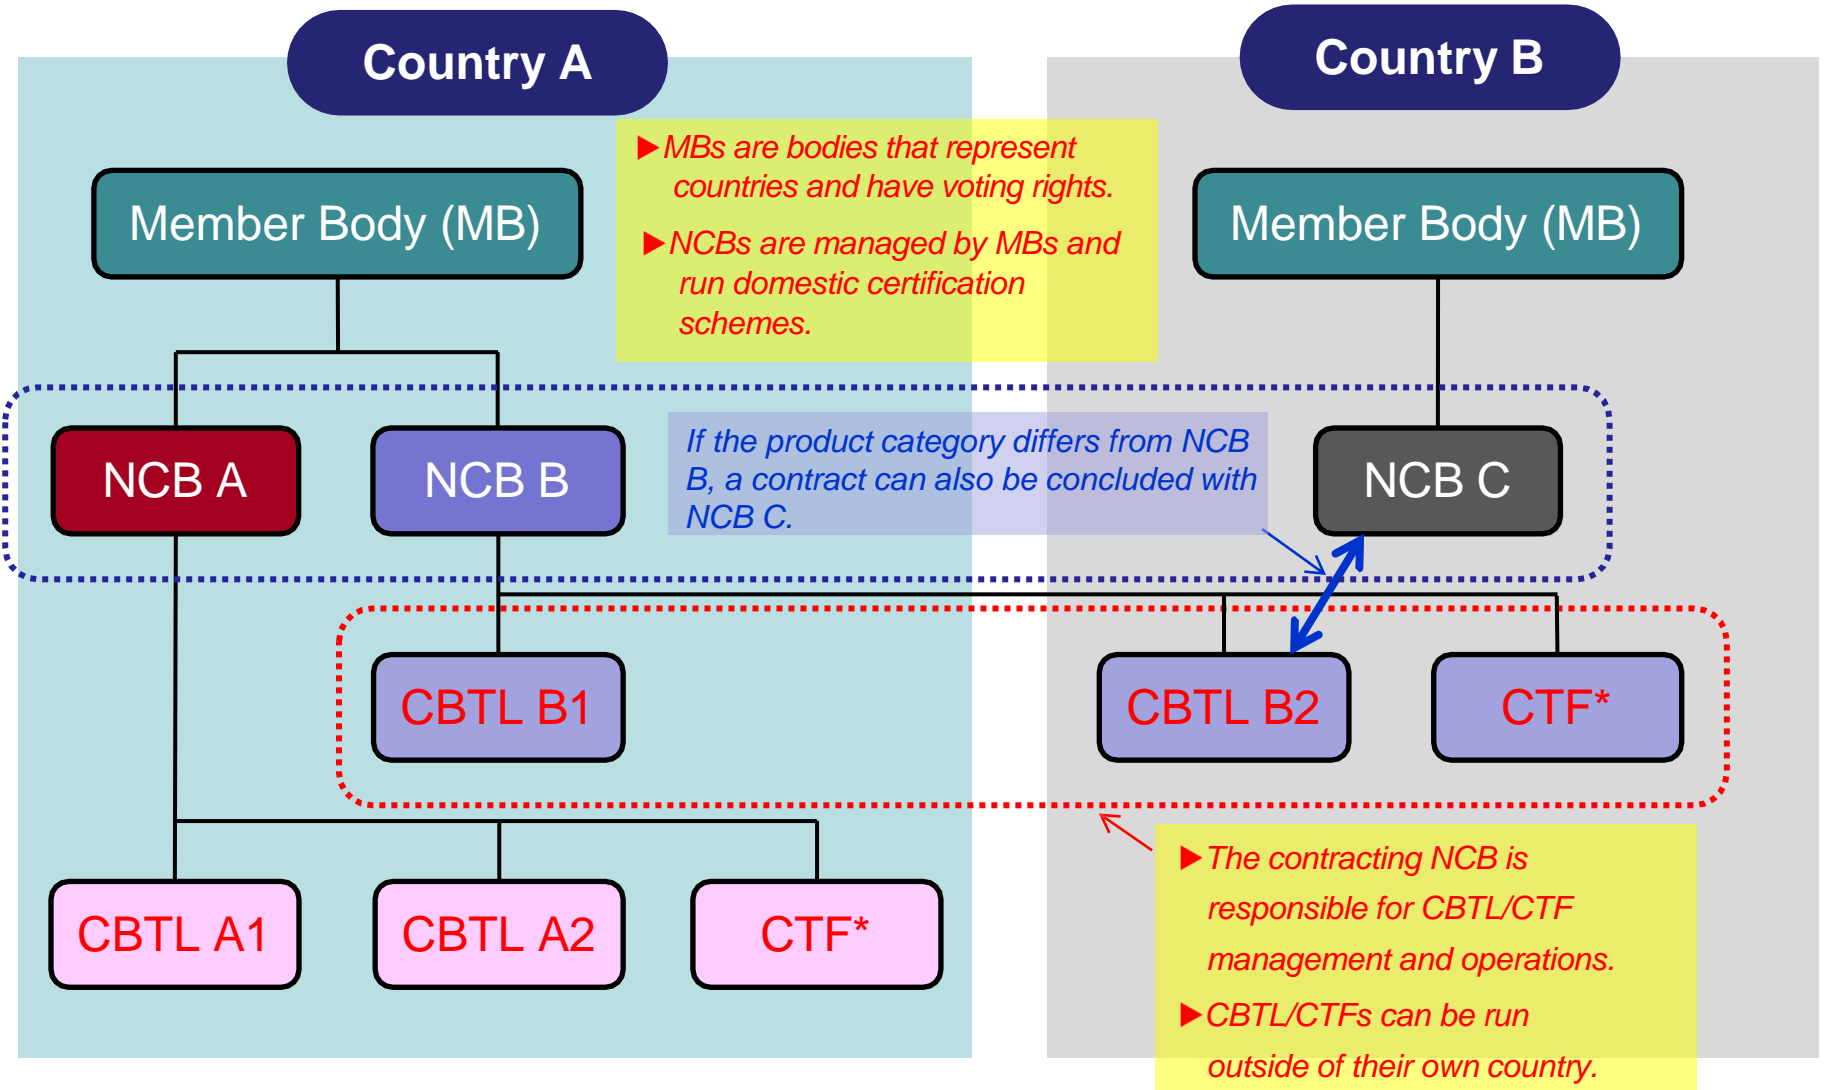 Country A
Country B
▶MBs are bodies that represent
countries and have voting rights.
▶NCBs are managed by MBs and
run domestic certification
schemes.
Member Body (MB)
Member Body (MB)
NCB A
NCB B
If the product category differs from NCB
B, a contract can also be concluded with
NCB C.
NCB C
CBTL B1
CBTL B2
CTF*
▶The contracting NCB is
responsible for CBTL/CTF
management and operations.
▶CBTL/CTFs can be run
outside of their own country.
CBTL A1
CBTL A2
CTF*